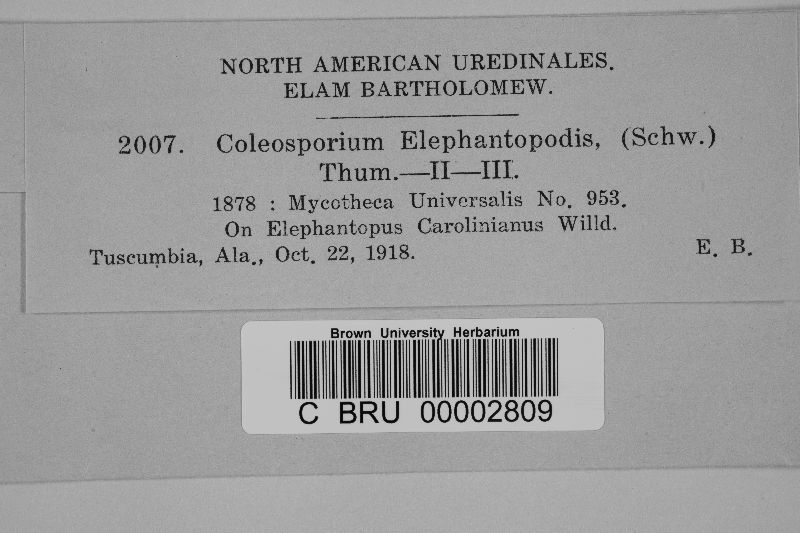 NORTH AMERICAN UREDINALES.
ELAM BARTHOLOMEW.
2007. Coleosporium Elephantopodis, (Schw.)
Thum.—II—III.
1878 : Mycotheca Universalis No. 953.
On Elephantopus Carolinianus Willd.
Tuscumbia, Ala., Oct. 22, 1918. E. B.
Brown University Herbarium
C BRU 00002809